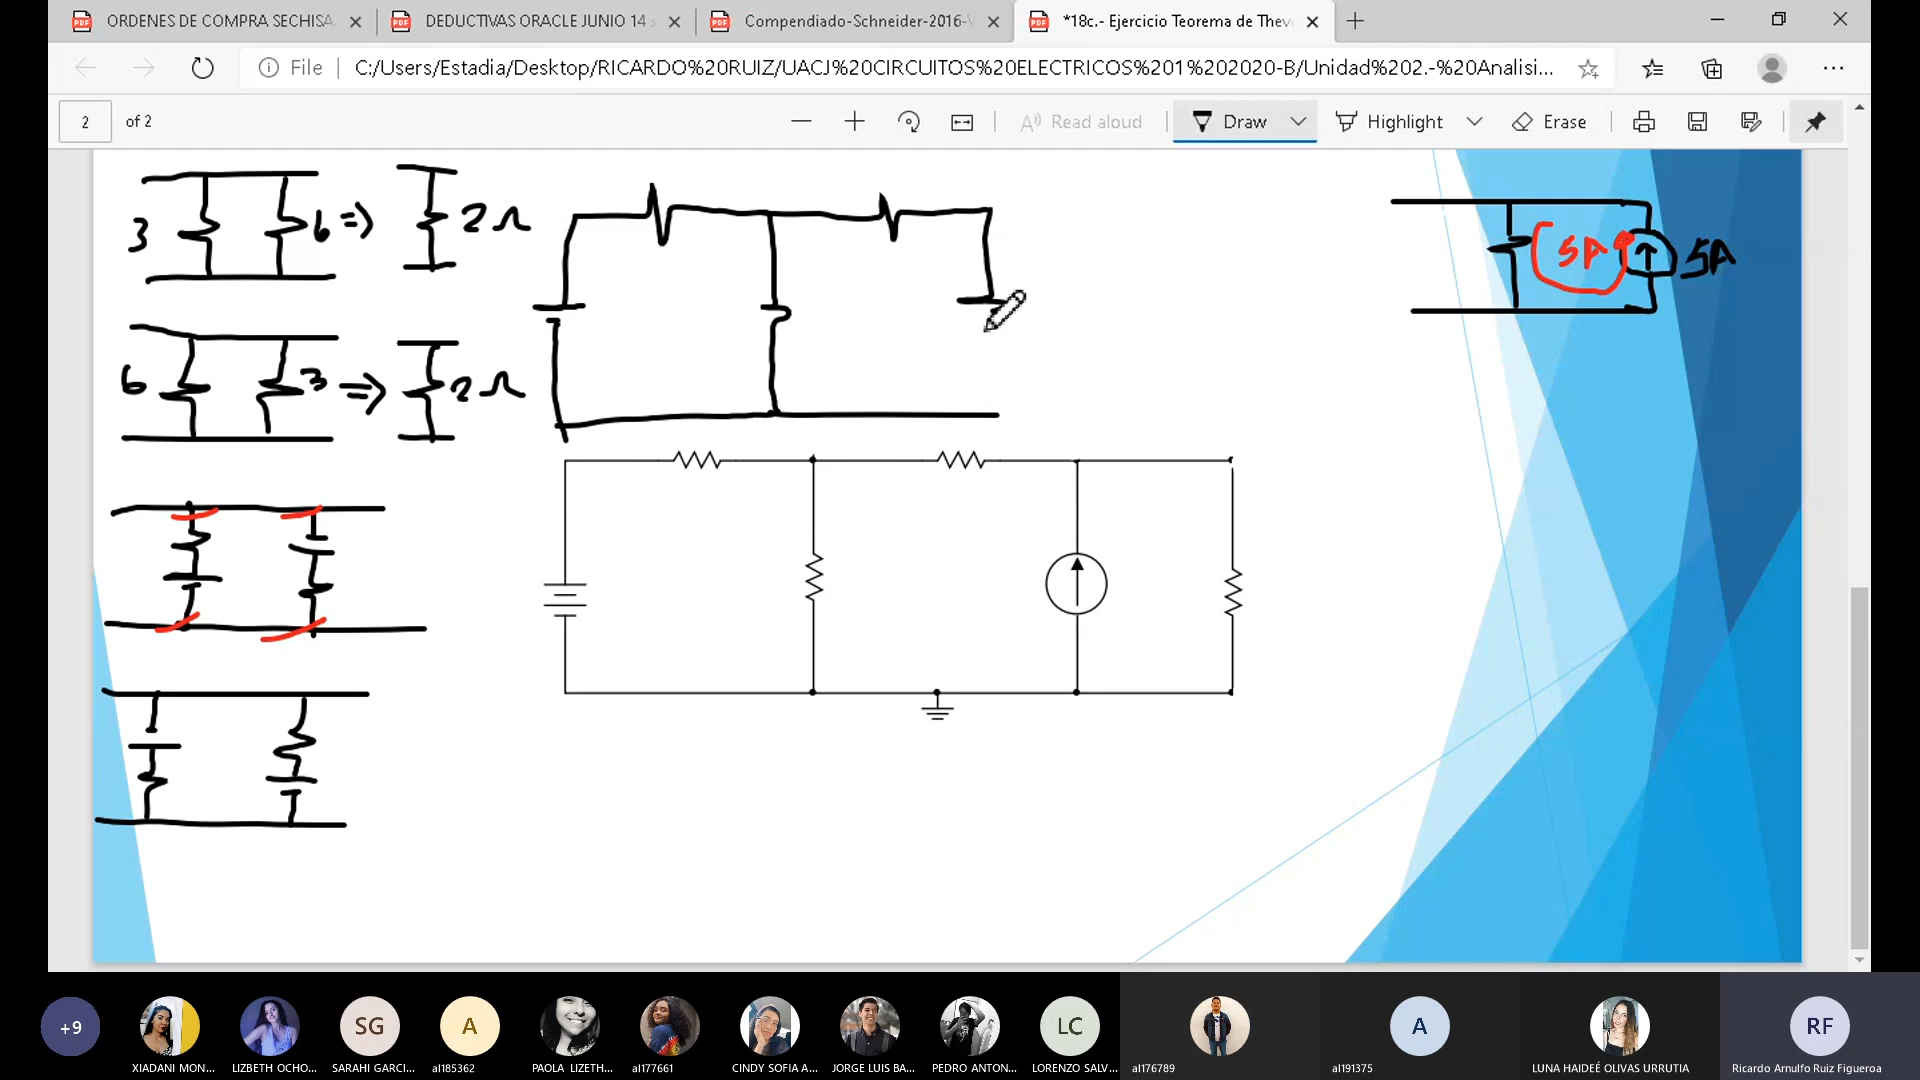 ORDENES DE COMPRA SECHISA
DEDUCTIVAS ORACLE JUNIO 14
Compendiado-Schneider-2016-
*18c.- Ejercicio Teorema de Theve
File
C:/Users/Estadia/Desktop/RICARDO%20RUIZ/UACJ%20CIRCUITOS%20ELECTRICOS%201%202020-B/Unidad%202.-%20Analisi...
2 of 2
Read aloud
Draw
Highlight
Erase
3 6 ⇒ 2 Ω
5A 5A
6 3 ⇒ 2 Ω
+9
SG
A
LC
A
RF
XIADANI MON...
LIZBETH OCHO...
SARAHI GARCI...
al185362
PAOLA LIZETH...
al177661
CINDY SOFIA A...
JORGE LUIS BA...
PEDRO ANTON...
LORENZO SALV...
al176789
al191375
LUNA HAIDEÉ OLIVAS URRUTIA
Ricardo Arnulfo Ruiz Figueroa